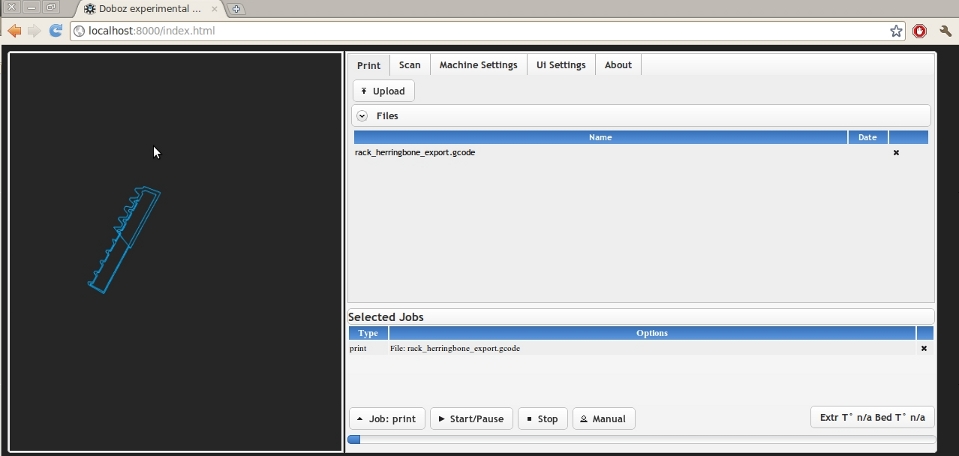 Doboz experimental ...
localhost:8000/index.html
Print Scan Machine Settings Ui Settings About
Upload
Files
Name Date
rack_herringbone_export.gcode
Selected Jobs
Type Options
print File: rack_herringbone_export.gcode
Job: print Start/Pause Stop Manual Extr T° n/a Bed T° n/a